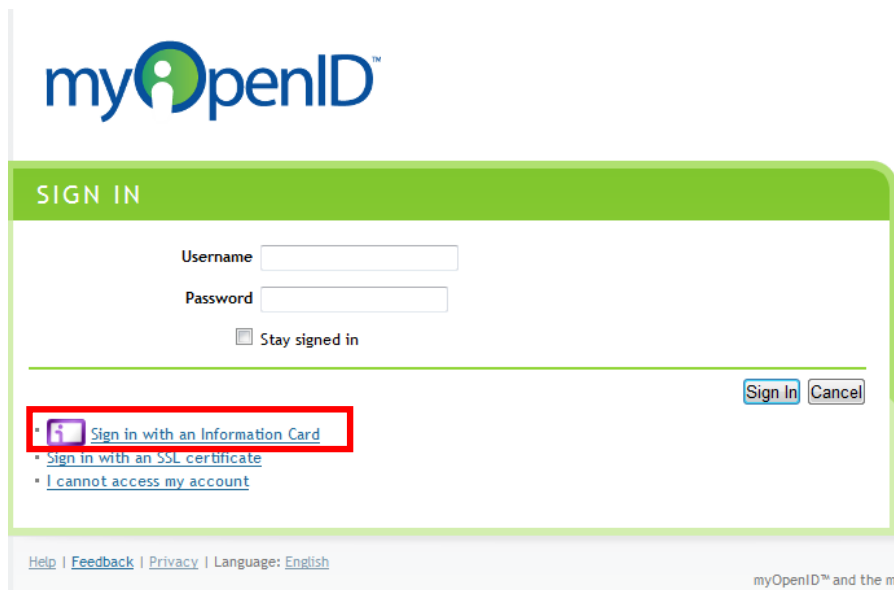 myOpenID™
SIGN IN
Username
Password
Stay signed in
Sign In Cancel
Sign in with an Information Card
Sign in with an SSL certificate
I cannot access my account
Help | Feedback | Privacy | Language: English
myOpenID™ and the m